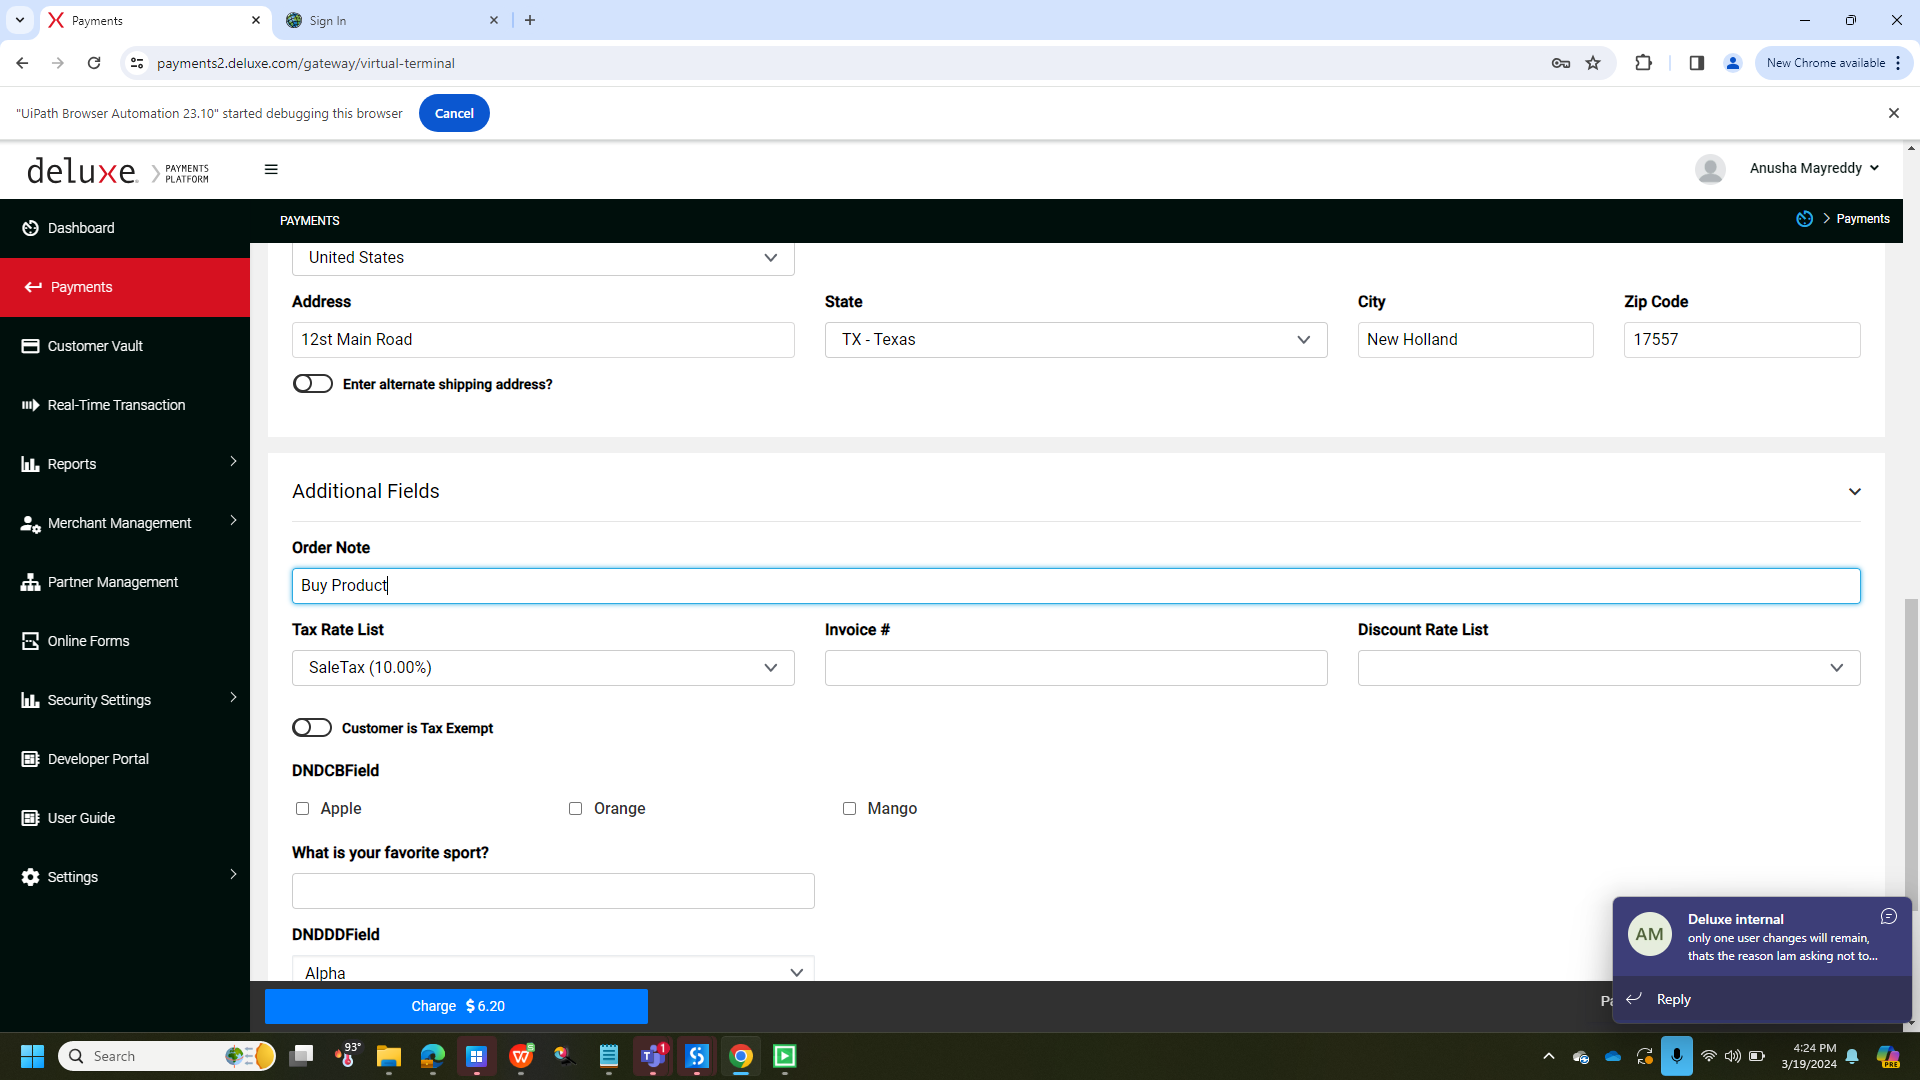 Payments
Sign In
payments2.deluxe.com/gateway/virtual-terminal
New Chrome available
"UiPath Browser Automation 23.10" started debugging this browser
Cancel
deluxe. PAYMENTS PLATFORM
Anusha Mayreddy
Dashboard
PAYMENTS
Payments
Payments
Customer Vault
Real-Time Transaction
Reports
Merchant Management
Partner Management
Online Forms
Security Settings
Developer Portal
User Guide
Settings
United States
Address
State
City
Zip Code
12st Main Road
TX - Texas
New Holland
17557
Enter alternate shipping address?
Additional Fields
Order Note
Buy Product
Tax Rate List
Invoice #
Discount Rate List
SaleTax (10.00%)
Customer is Tax Exempt
DNDCBField
Apple
Orange
Mango
What is your favorite sport?
DNDDDField
Alpha
Charge $ 6.20
AM
Deluxe internal
only one user changes will remain,
thats the reason Iam asking not to...
Reply
Search
93°
1
4:24 PM
3/19/2024
PRE